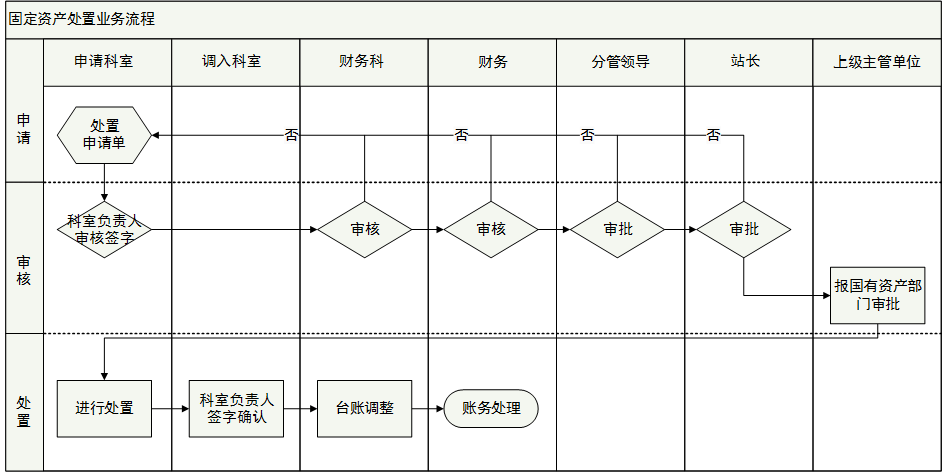 固定资产处置业务流程
申请科室
调入科室
财务科
财务
分管领导
站长
上级主管单位
申
请
处置
申请单
否
否
否
否
审
核
科室负责人
审核签字
审核
审核
审批
审批
报国有资产部
门审批
处
置
进行处置
科室负责人
签字确认
台账调整
账务处理